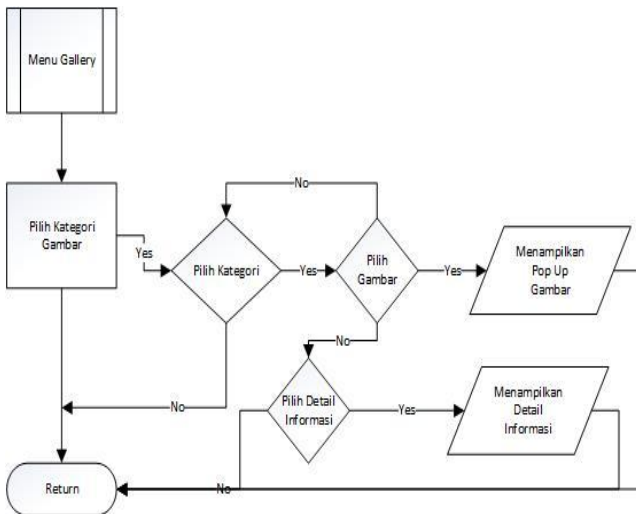 Menu Gallery
No
Pilih Kategori
Gambar
Yes
Pilih Kategori
Yes
Pilih
Gambar
Yes
Menampilkan
Pop Up
Gambar
No
No
Pilih Detail
Informasi
Yes
Menampilkan
Detail
Informasi
Return
No